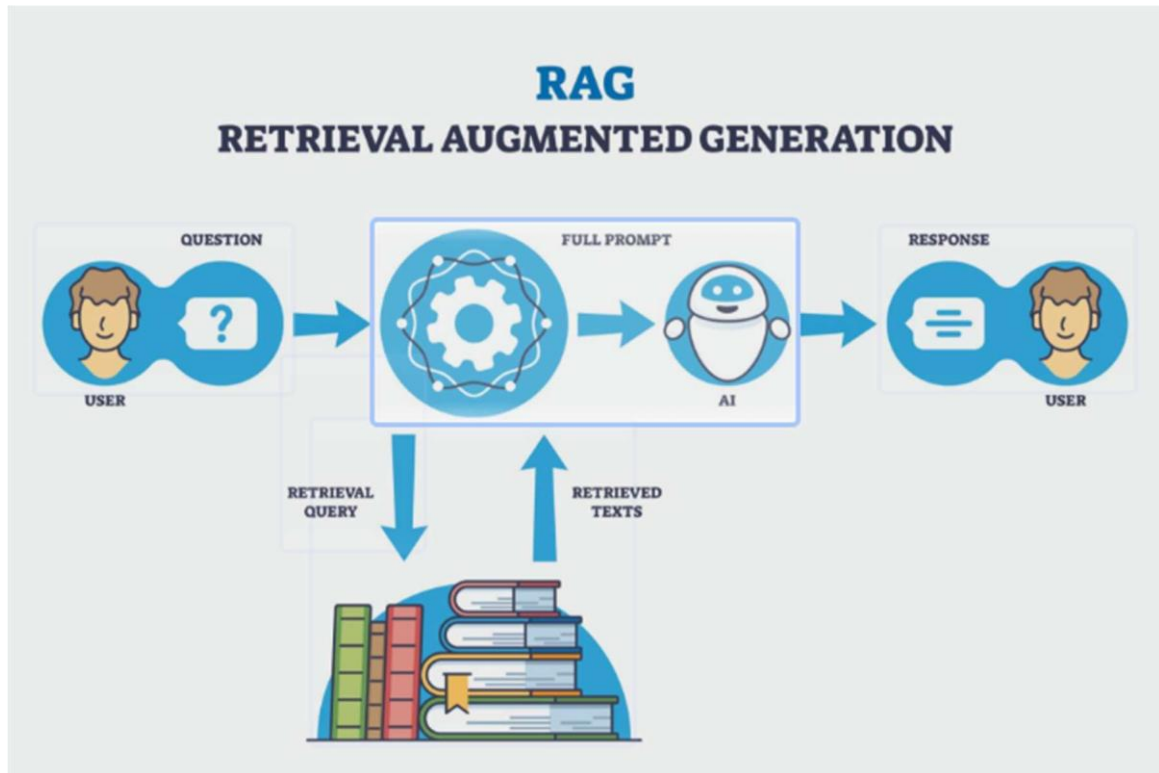 RAG
RETRIEVAL AUGMENTED GENERATION
QUESTION
USER
FULL PROMPT
AI
RESPONSE
USER
RETRIEVAL
QUERY
RETRIEVED
TEXTS